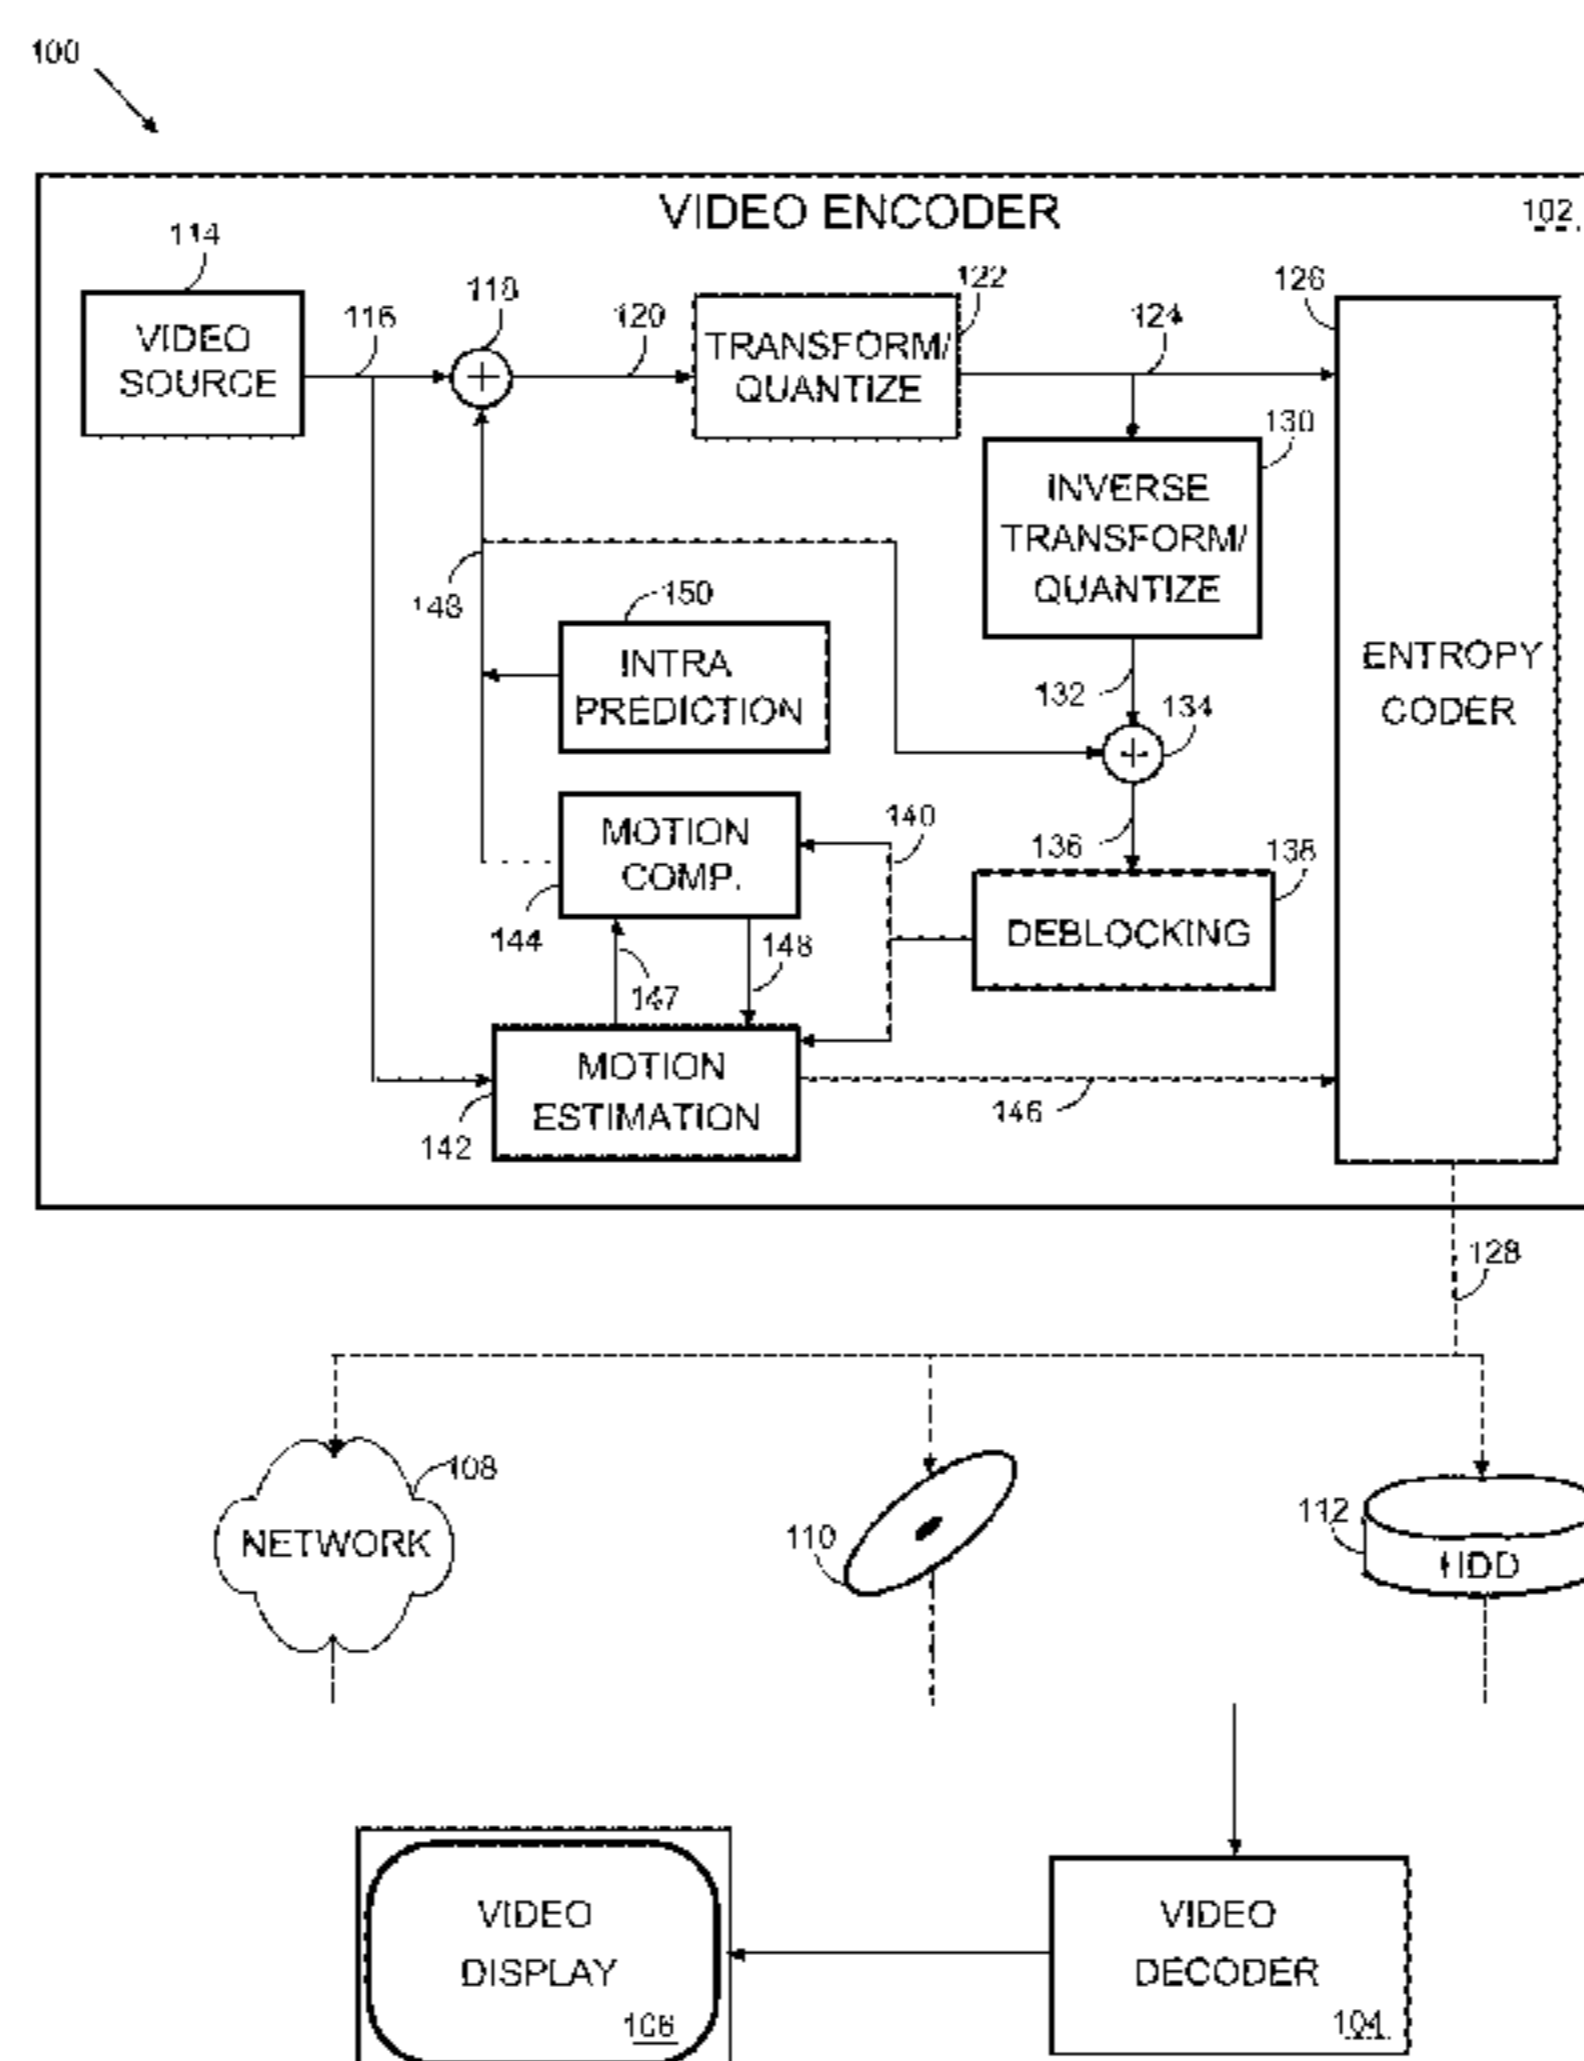 100
VIDEO ENCODER
102
114
VIDEO
SOURCE
116
118
120
122
TRANSFORM/
QUANTIZE
124
126
130
INVERSE
TRANSFORM/
QUANTIZE
ENTROPY
CODER
150
INTRA
PREDICTION
132
134
136
138
DEBLOCKING
140
MOTION
COMP.
144
147
148
MOTION
ESTIMATION
142
146
128
108
NETWORK
110
112
HDD
VIDEO
DISPLAY
106
VIDEO
DECODER
104